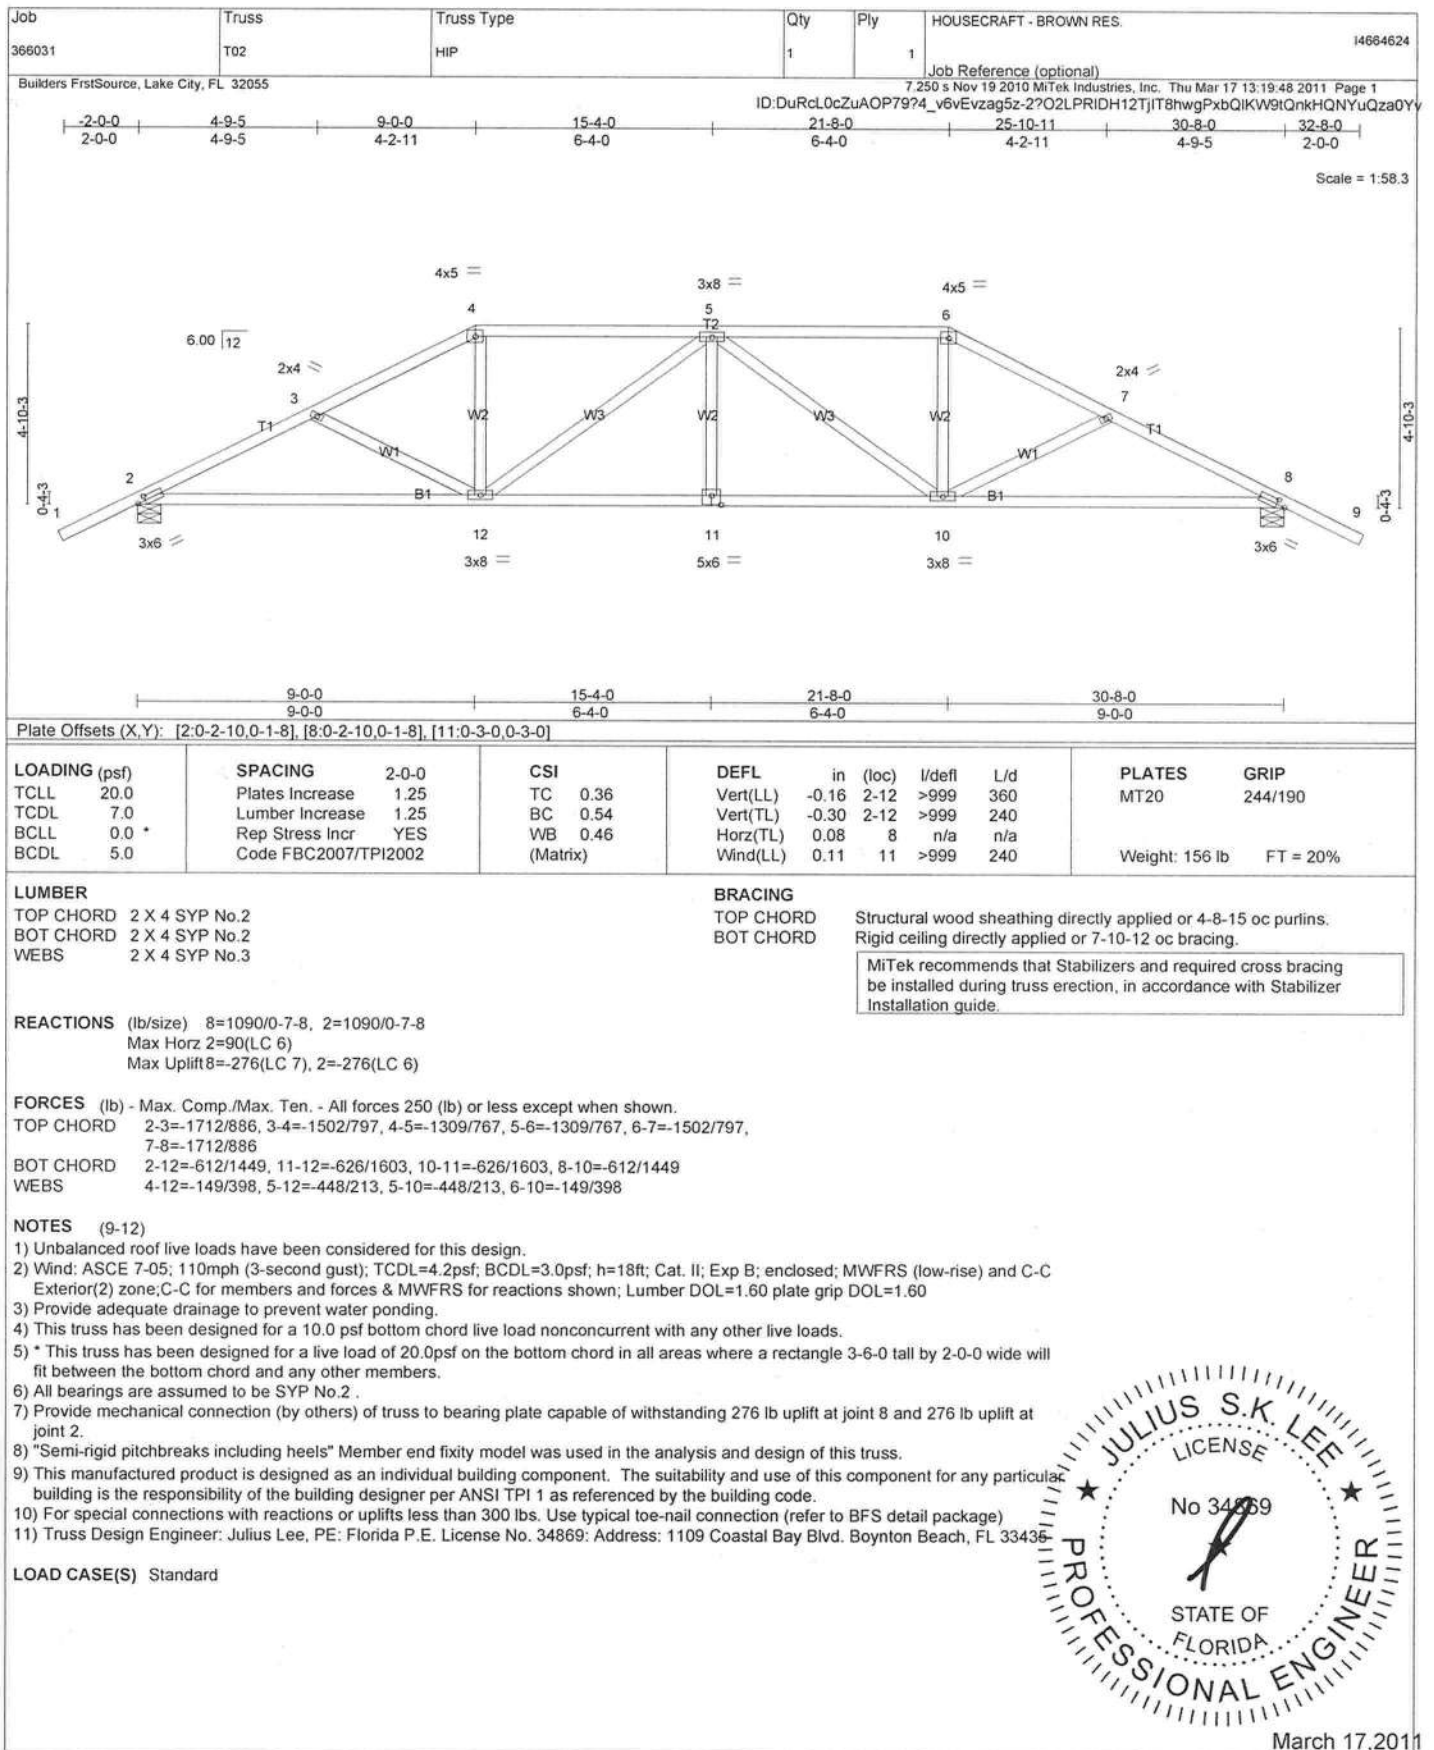 Job Truss Truss Type Qty Ply HOUSECRAFT - BROWN RES.
366031 T02 HIP 1 1 I4664624
Job Reference (optional)
Builders FrstSource, Lake City, FL 32055 7.250 s Nov 19 2010 MiTek Industries, Inc. Thu Mar 17 13:19:48 2011 Page 1
-2-0-0 4-9-5 9-0-0 15-4-0 21-8-0 25-10-11 30-8-0 32-8-0
2-0-0 4-9-5 4-2-11 6-4-0 6-4-0 4-2-11 4-9-5 2-0-0
Scale = 1:58.3
4x5 = 3x8 = 4x5 =
4 5 6
T2
6.00 12
2x4 2x4
3 7
4-10-3 4-10-3
T1 W1 W2 W3 W2 W3 W2 W1 T1
2 8
B1 B1
0-4-3 0-4-3
1 9
12 11 10
3x6 3x8 = 5x6 = 3x8 = 3x6
9-0-0 15-4-0 21-8-0 30-8-0
9-0-0 6-4-0 6-4-0 9-0-0
Plate Offsets (X,Y): [2:0-2-10,0-1-8], [8:0-2-10,0-1-8], [11:0-3-0,0-3-0]
LOADING (psf) SPACING 2-0-0 CSI DEFL in (loc) l/defl L/d PLATES GRIP
TCLL 20.0 Plates Increase 1.25 TC 0.36 Vert(LL) -0.16 2-12 >999 360 MT20 244/190
TCDL 7.0 Lumber Increase 1.25 BC 0.54 Vert(TL) -0.30 2-12 >999 240
BCLL 0.0 * Rep Stress Incr YES WB 0.46 Horz(TL) 0.08 8 n/a n/a
BCDL 5.0 Code FBC2007/TPI2002 (Matrix) Wind(LL) 0.11 11 >999 240 Weight: 156 lb FT = 20%
LUMBER
TOP CHORD 2 X 4 SYP No.2
BOT CHORD 2 X 4 SYP No.2
WEBS 2 X 4 SYP No.3
BRACING
TOP CHORD Structural wood sheathing directly applied or 4-8-15 oc purlins.
BOT CHORD Rigid ceiling directly applied or 7-10-12 oc bracing.
MiTek recommends that Stabilizers and required cross bracing
be installed during truss erection, in accordance with Stabilizer
Installation guide.
REACTIONS (lb/size) 8=1090/0-7-8, 2=1090/0-7-8
Max Horz 2=90(LC 6)
Max Uplift 8=-276(LC 7), 2=-276(LC 6)
FORCES (lb) - Max. Comp./Max. Ten. - All forces 250 (lb) or less except when shown.
TOP CHORD 2-3=-1712/886, 3-4=-1502/797, 4-5=-1309/767, 5-6=-1309/767, 6-7=-1502/797,
7-8=-1712/886
BOT CHORD 2-12=-612/1449, 11-12=-626/1603, 10-11=-626/1603, 8-10=-612/1449
WEBS 4-12=-149/398, 5-12=-448/213, 5-10=-448/213, 6-10=-149/398
NOTES (9-12)
1) Unbalanced roof live loads have been considered for this design.
2) Wind: ASCE 7-05; 110mph (3-second gust); TCDL=4.2psf; BCDL=3.0psf; h=18ft; Cat. II; Exp B; enclosed; MWFRS (low-rise) and C-C
Exterior(2) zone;C-C for members and forces & MWFRS for reactions shown; Lumber DOL=1.60 plate grip DOL=1.60
3) Provide adequate drainage to prevent water ponding.
4) This truss has been designed for a 10.0 psf bottom chord live load nonconcurrent with any other live loads.
5) * This truss has been designed for a live load of 20.0psf on the bottom chord in all areas where a rectangle 3-6-0 tall by 2-0-0 wide will
fit between the bottom chord and any other members.
6) All bearings are assumed to be SYP No.2 .
7) Provide mechanical connection (by others) of truss to bearing plate capable of withstanding 276 lb uplift at joint 8 and 276 lb uplift at
joint 2.
8) "Semi-rigid pitchbreaks including heels" Member end fixity model was used in the analysis and design of this truss.
9) This manufactured product is designed as an individual building component. The suitability and use of this component for any particular
building is the responsibility of the building designer per ANSI TPI 1 as referenced by the building code.
10) For special connections with reactions or uplifts less than 300 lbs. Use typical toe-nail connection (refer to BFS detail package)
11) Truss Design Engineer: Julius Lee, PE: Florida P.E. License No. 34869: Address: 1109 Coastal Bay Blvd. Boynton Beach, FL 33435
LOAD CASE(S) Standard
JULIUS S.K. LEE
LICENSE
No 34869
STATE OF
FLORIDA
PROFESSIONAL ENGINEER
March 17,2011